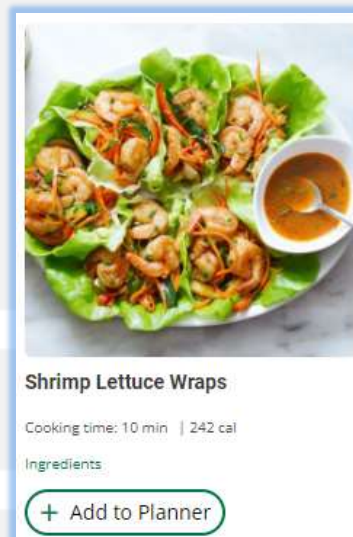 Shrimp Lettuce Wraps
Cooking time: 10 min | 242 cal
Ingredients
+ Add to Planner